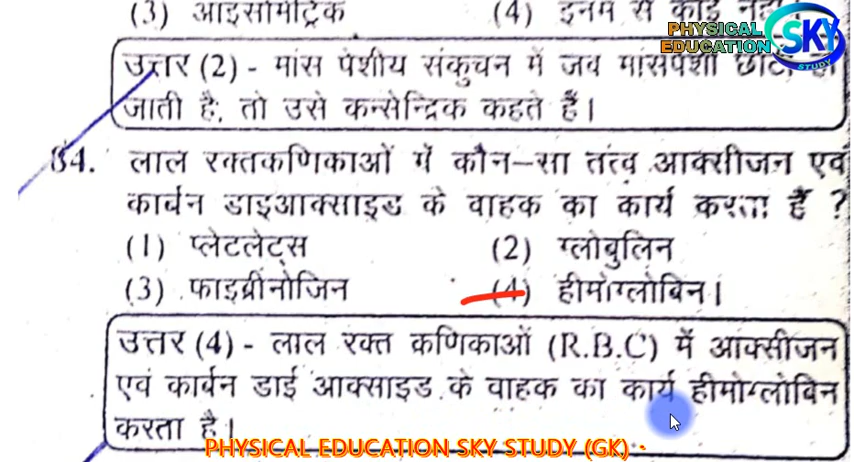 (3) आइसोमेट्रिक (4) इनमें से कोई नहीं।
PHYSICAL
EDUCATION
SKY
STUDY
उत्तर (2) - मांस पेशीय संकुचन में जब मांसपेशी छोटी हो
जाती है; तो उसे कन्सेन्ट्रिक कहते हैं।
84. लाल रक्तकणिकाओं में कौन-सा तत्त्व आक्सीजन एवं
कार्बन डाइआक्साइड के वाहक का कार्य करता है ?
(1) प्लेटलेट्स (2) ग्लोबुलिन
(3) फाइब्रीनोजिन (4) हीमोग्लोबिन।
उत्तर (4) - लाल रक्त कणिकाओं (R.B.C) में आक्सीजन
एवं कार्बन डाई आक्साइड के वाहक का कार्य हीमोग्लोबिन
करता है।
PHYSICAL EDUCATION SKY STUDY (GK) -